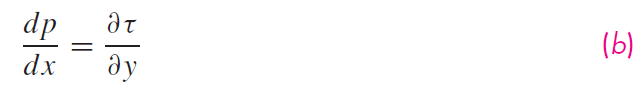 dp/dx = ∂τ/∂y (b)